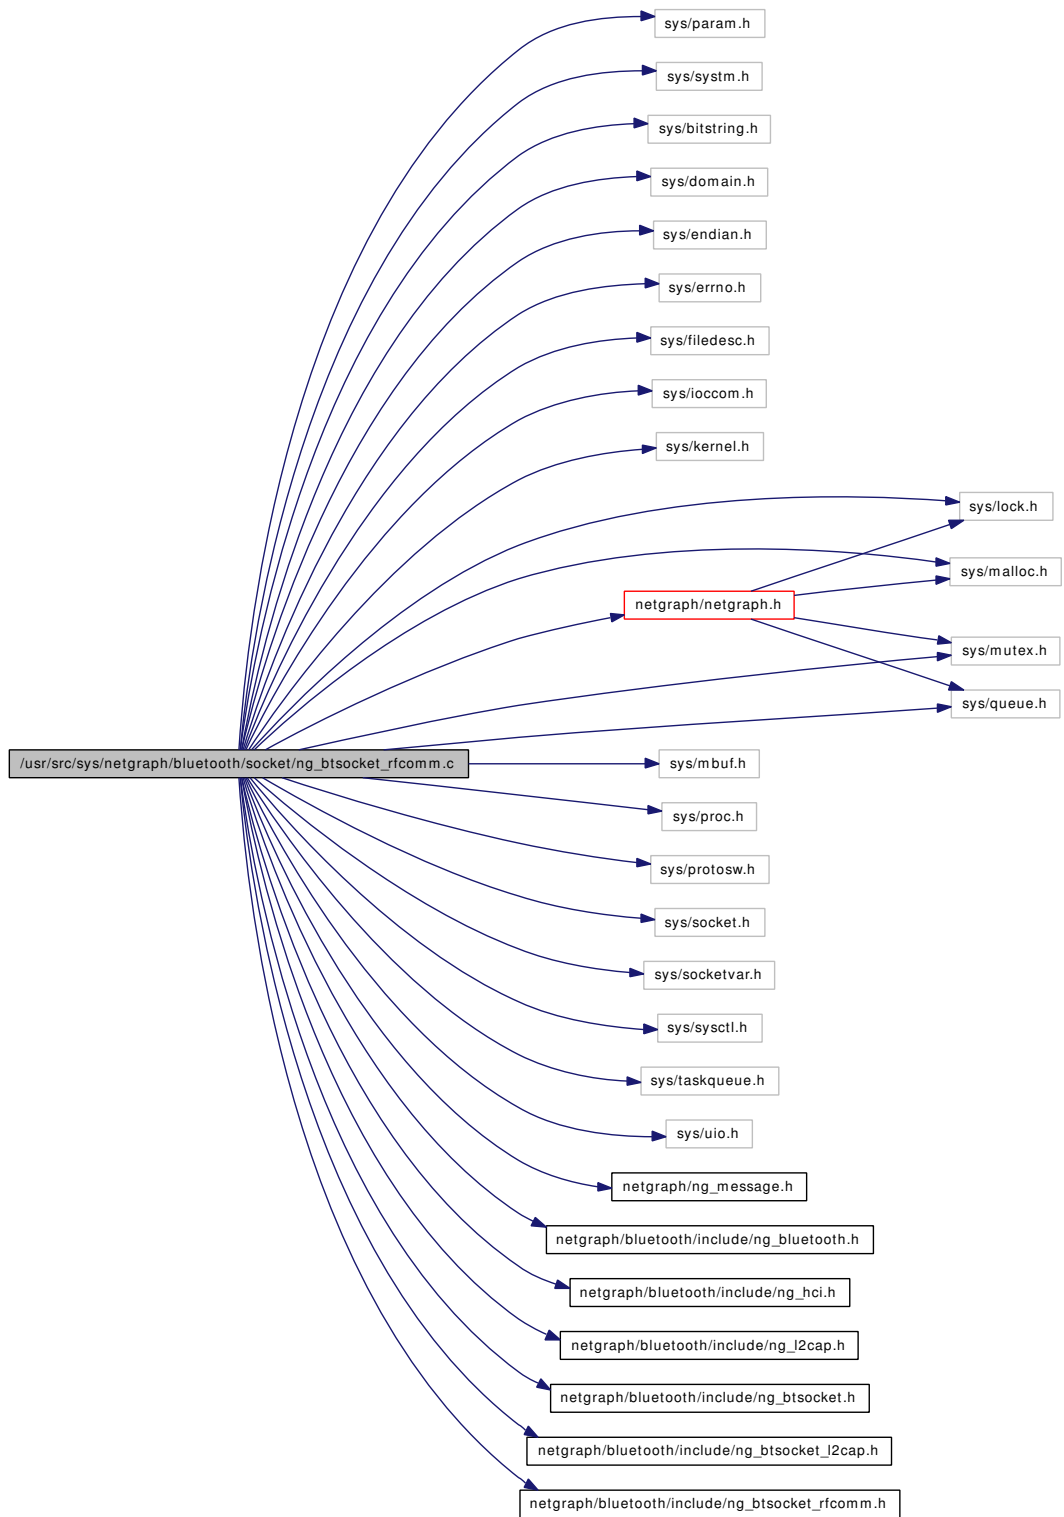 sys/param.h
sys/systm.h
sys/bitstring.h
sys/domain.h
sys/endian.h
sys/errno.h
sys/filedesc.h
sys/ioccom.h
sys/kernel.h
sys/lock.h
sys/malloc.h
netgraph/netgraph.h
sys/mutex.h
sys/queue.h
/usr/src/sys/netgraph/bluetooth/socket/ng_btsocket_rfcomm.c
sys/mbuf.h
sys/proc.h
sys/protosw.h
sys/socket.h
sys/socketvar.h
sys/sysctl.h
sys/taskqueue.h
sys/uio.h
netgraph/ng_message.h
netgraph/bluetooth/include/ng_bluetooth.h
netgraph/bluetooth/include/ng_hci.h
netgraph/bluetooth/include/ng_l2cap.h
netgraph/bluetooth/include/ng_btsocket.h
netgraph/bluetooth/include/ng_btsocket_l2cap.h
netgraph/bluetooth/include/ng_btsocket_rfcomm.h